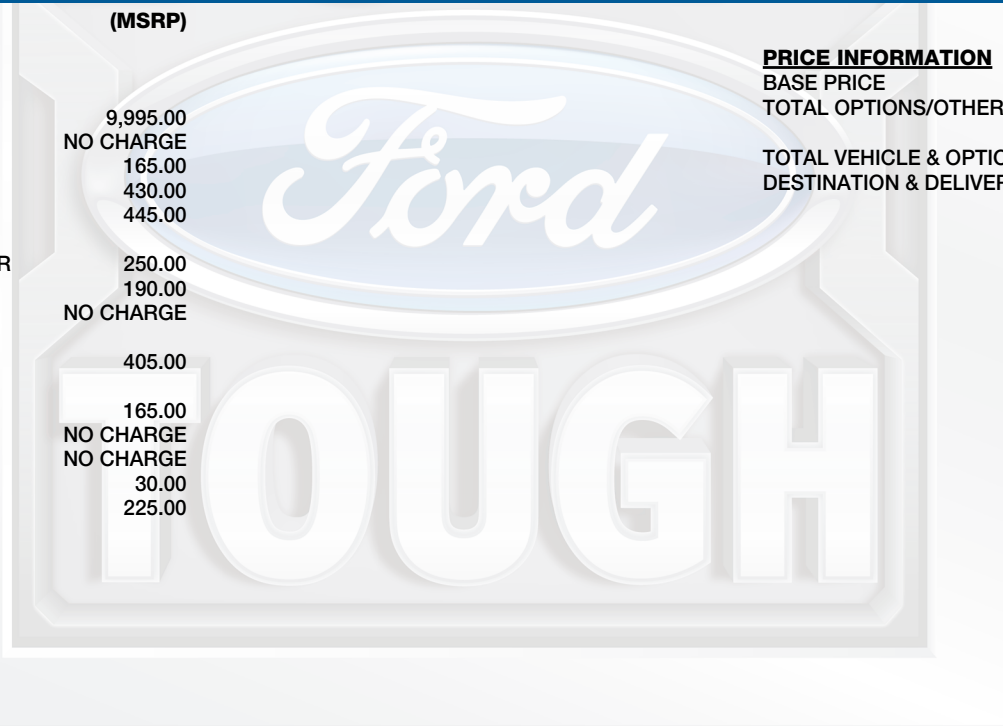 (MSRP)
9,995.00
NO CHARGE
165.00
430.00
445.00
R 250.00
190.00
NO CHARGE
405.00
165.00
NO CHARGE
NO CHARGE
30.00
225.00
PRICE INFORMATION
BASE PRICE
TOTAL OPTIONS/OTHER
TOTAL VEHICLE & OPTIO
DESTINATION & DELIVER
Ford
TOUGH